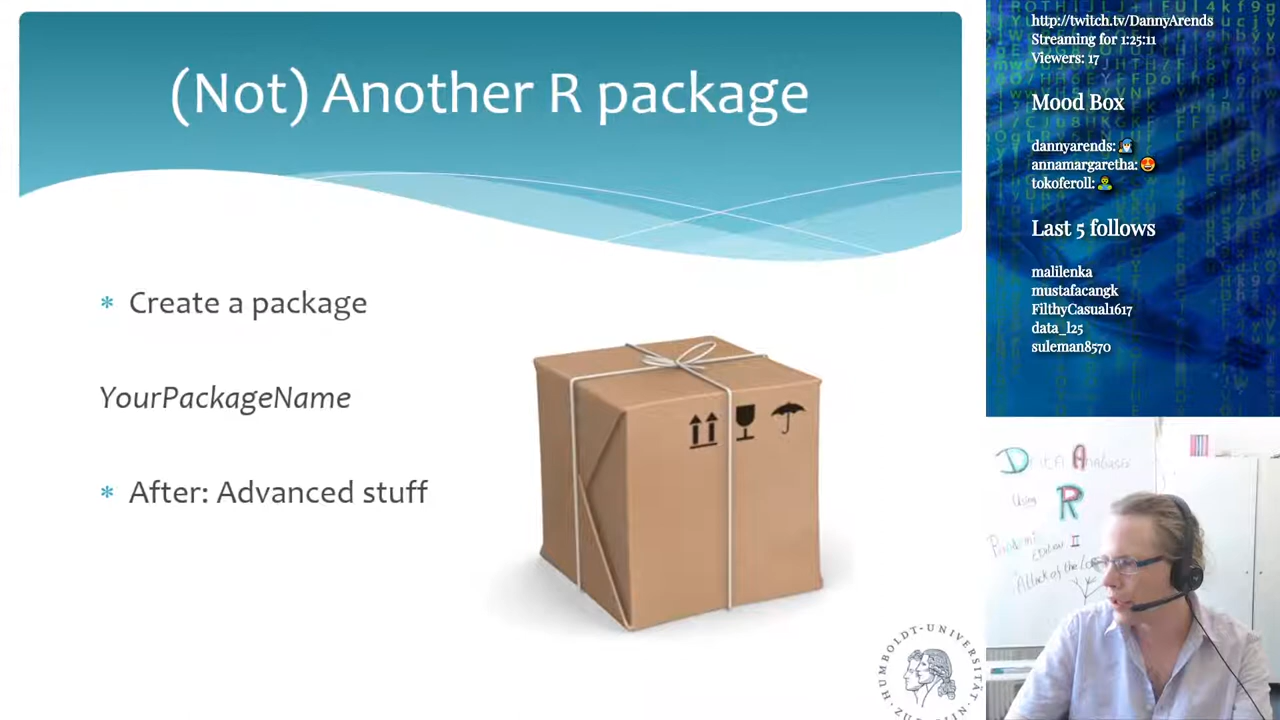 (Not) Another R package
Create a package
YourPackageName
After: Advanced stuff
HUMBOLDT-UNIVERSITÄT
http://twitch.tv/DannyArends
Streaming for 1:25:11
Viewers: 17
Mood Box
dannyarends: 👨‍🚀
annamargaretha: 😍
tokoferoll: 🧟‍♂️
Last 5 follows
malilenka
mustafacangk
FilthyCasual1617
data_l25
suleman8570
Using R